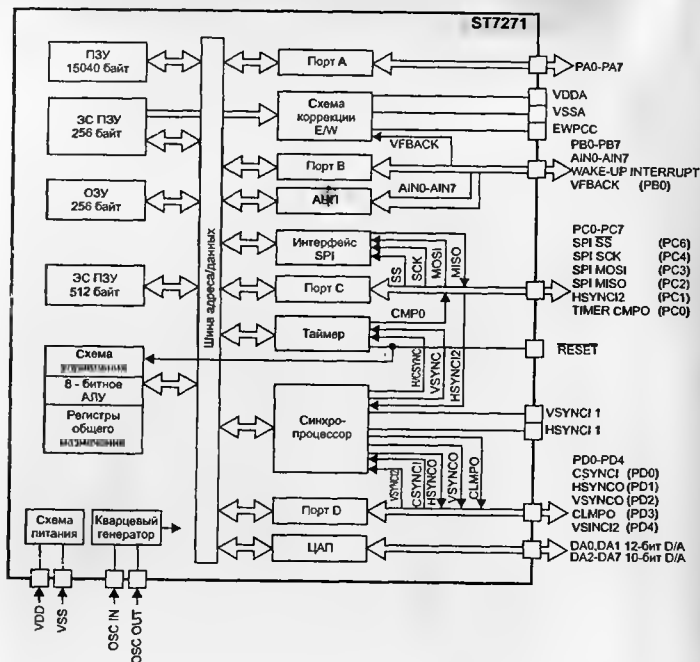 ST7271
ПЗУ
15040 байт
ЭС ПЗУ
256 байт
ОЗУ
256 байт
ЭС ПЗУ
512 байт
Схема
8 - битное
АЛУ
Регистры
общего
Схема
питания
Кварцевый
генератор
VDD
VSS
OSC IN
OSC OUT
Шина адреса/данных
Порт A
Схема
коррекции
E/W
VFBACK
Порт B
АЦП
AIN0-AIN7
Интерфейс
SPI
SS
SCK
MOSI
MISO
Порт C
CMP0
Таймер
H/CSYNC
VSYNC
HSYNCI2
Синхро-
процессор
VSYNCI2
CSYNCI
HSYNCO
VSYNCO
CLMPO
Порт D
ЦАП
PA0-PA7
VDDA
VSSA
EWPCC
PB0-PB7
AIN0-AIN7
WAKE-UP INTERRUPT
VFBACK (PB0)
PC0-PC7
SPI SS (PC6)
SPI SCK (PC4)
SPI MOSI (PC3)
SPI MISO (PC2)
HSYNCI2 (PC1)
TIMER CMPO (PC0)
RESET
VSYNCI 1
HSYNCI 1
PD0-PD4
CSYNCI (PD0)
HSYNCO (PD1)
VSYNCO (PD2)
CLMPO (PD3)
VSINCI2 (PD4)
DA0,DA1 12-бит D/A
DA2-DA7 10-бит D/A